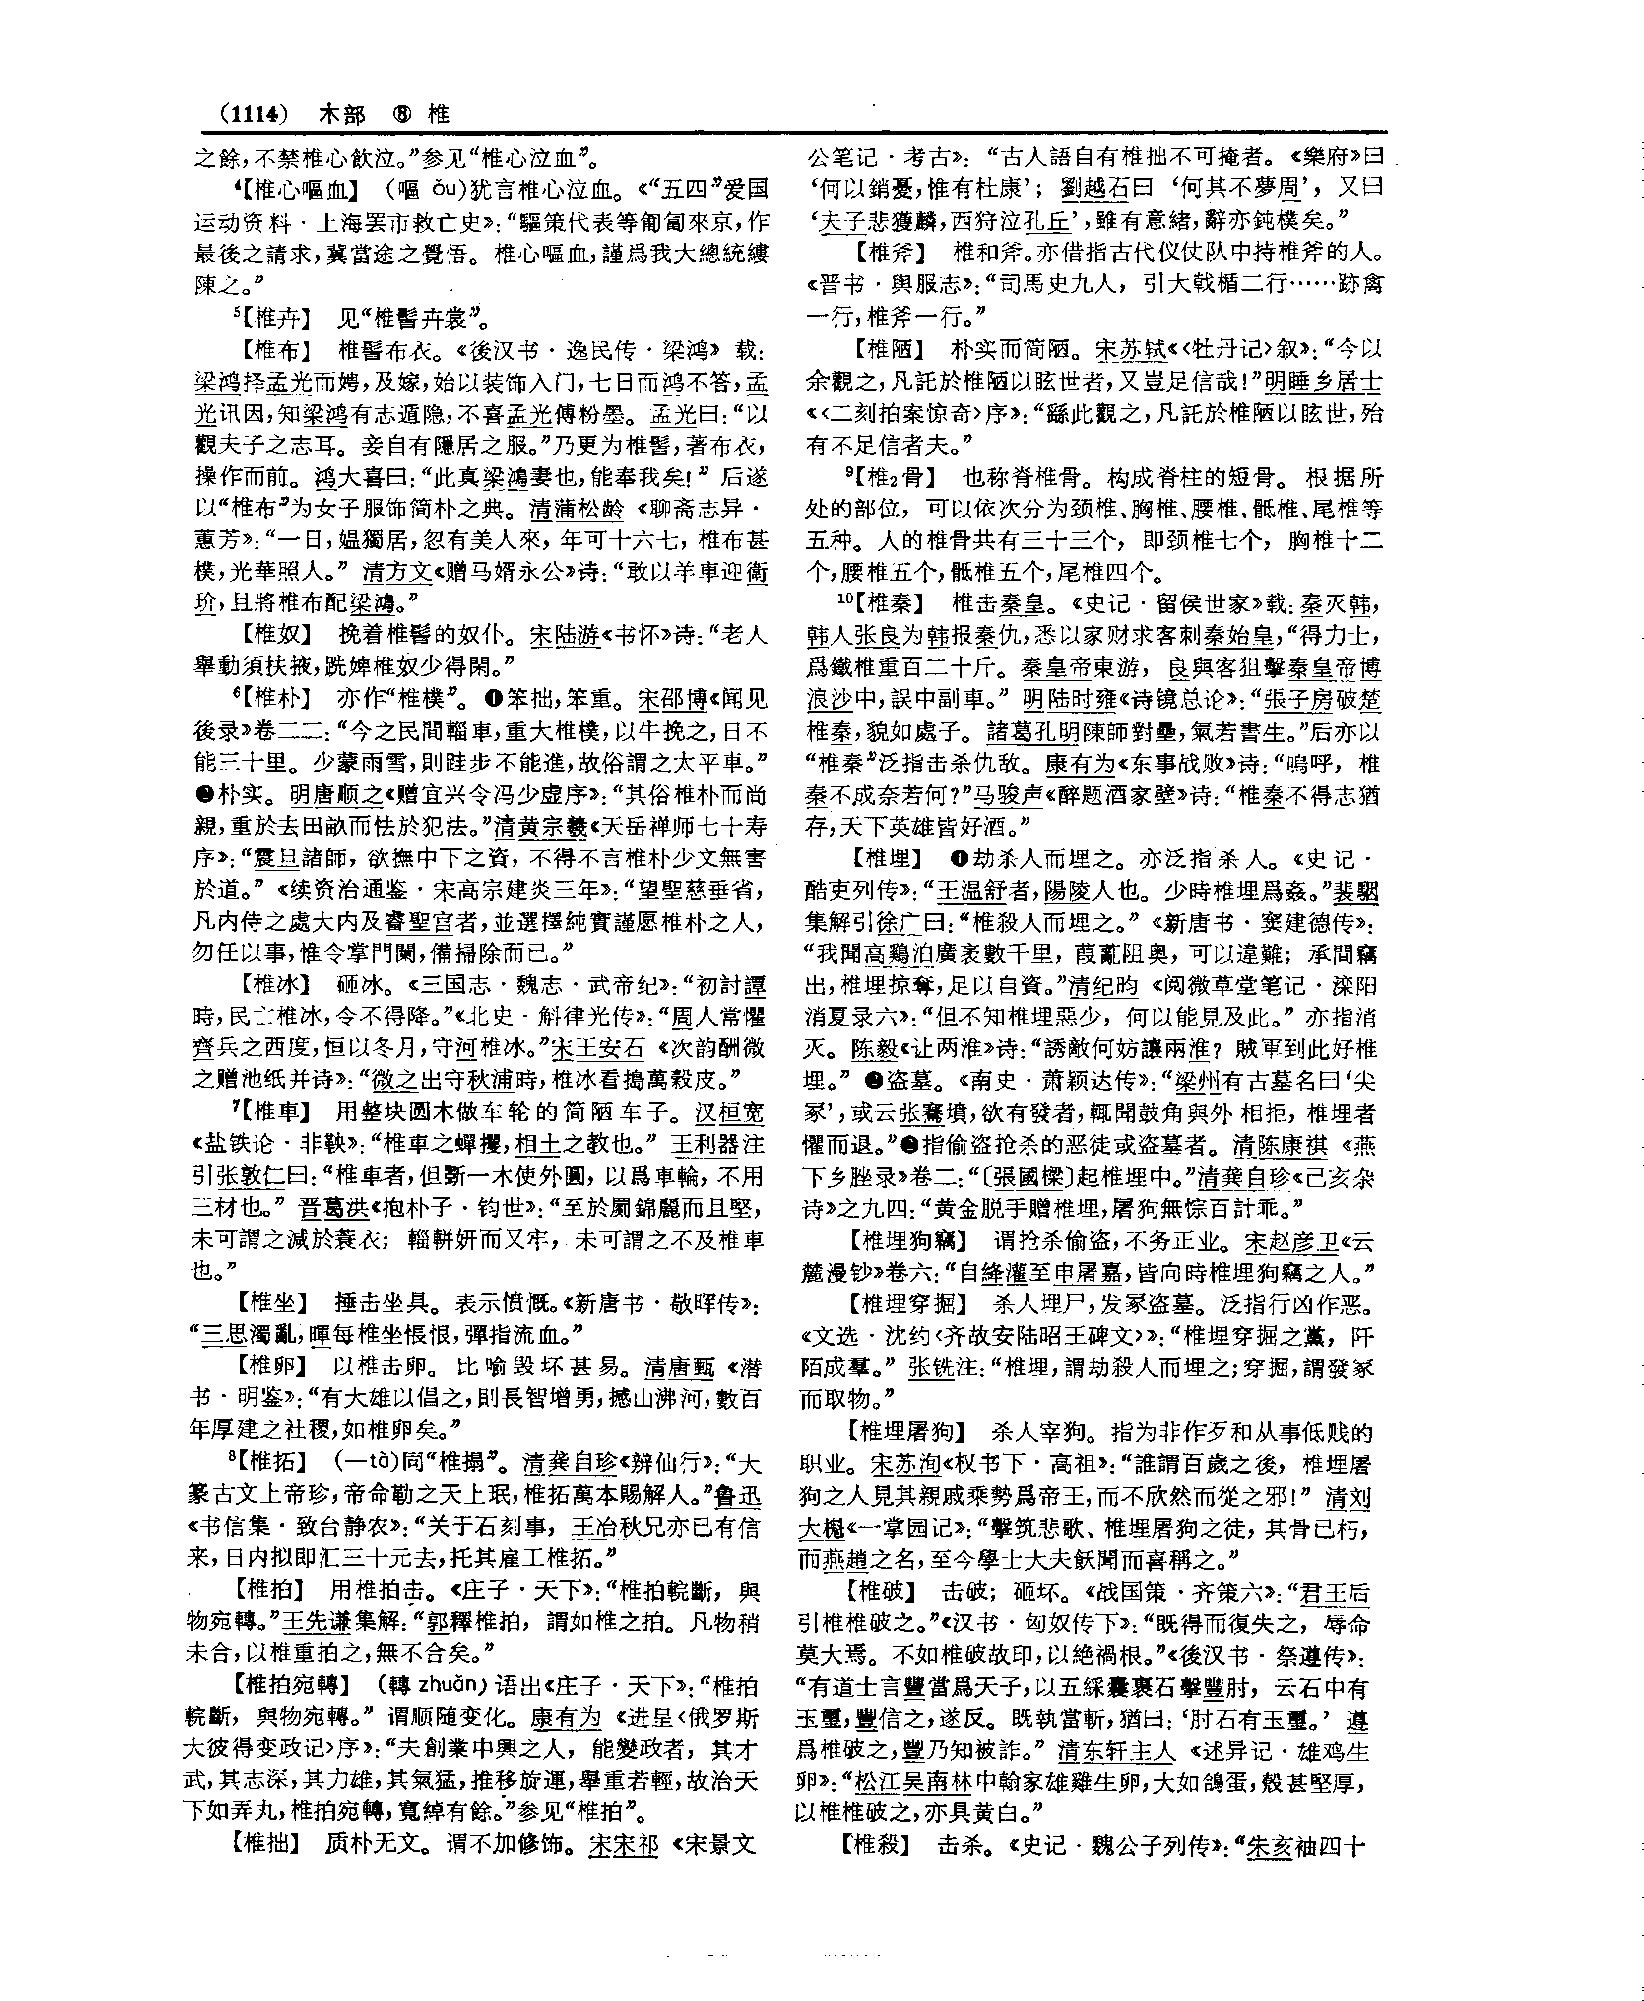 （1114） 木部 ⑧ 椎
之餘，不禁椎心飲泣。”参见“椎心泣血”。
⁴【椎心嘔血】（嘔 ǒu）犹言椎心泣血。《“五四”爱国
运动资料·上海罢市救亡史》：“驅策代表等匍匐來京，作
最後之請求，冀當途之覺悟。椎心嘔血，謹爲我大總統縷
陳之。”
⁵【椎卉】 见“椎髻卉裳”。
【椎布】 椎髻布衣。《後汉书·逸民传·梁鸿》载：
梁鸿择孟光而娉，及嫁，始以装饰入门，七日而鸿不答，孟
光讯因，知梁鸿有志遁隐，不喜孟光傅粉墨。孟光曰：“以
觀夫子之志耳。妾自有隱居之服。”乃更为椎髻，著布衣，
操作而前。鸿大喜曰：“此真梁鴻妻也，能奉我矣！”后遂
以“椎布”为女子服饰简朴之典。清蒲松龄《聊斋志异·
蕙芳》：“一日，媪獨居，忽有美人來，年可十六七，椎布甚
樸，光華照人。”清方文《赠马婿永公》诗：“敢以羊車迎衛
玠，且將椎布配梁鴻。”
【椎奴】 挽着椎髻的奴仆。宋陆游《书怀》诗：“老人
舉動須扶掖，跣婢椎奴少得閑。”
⁶【椎朴】 亦作“椎樸”。❶笨拙，笨重。宋邵博《闻见
後录》卷二二：“今之民間輜車，重大椎樸，以牛挽之，日不
能三十里。少蒙雨雪，則跬步不能進，故俗謂之太平車。”
❷朴实。明唐顺之《赠宜兴令冯少虚序》：“其俗椎朴而尚
親，重於去田畝而怯於犯法。”清黄宗羲《天岳禅师七十寿
序》：“震旦諸師，欲撫中下之資，不得不言椎朴少文無害
於道。”《续资治通鉴·宋高宗建炎三年》：“望聖慈垂省，
凡内侍之處大内及睿聖宫者，並選擇純實謹愿椎朴之人，
勿任以事，惟令掌門闌，備掃除而已。”
【椎冰】 砸冰。《三国志·魏志·武帝纪》：“初討譚
時，民亡椎冰，令不得降。”《北史·斛律光传》：“周人常懼
齊兵之西度，恒以冬月，守河椎冰。”宋王安石《次韵酬微
之赠池纸并诗》：“微之出守秋浦時，椎冰看搗萬穀皮。”
⁷【椎車】 用整块圆木做车轮的简陋车子。汉桓宽
《盐铁论·非鞅》：“椎車之蟬攫，相土之教也。”王利器注
引张敦仁曰：“椎車者，但斲一木使外圓，以爲車輪，不用
三材也。”晋葛洪《抱朴子·钧世》：“至於罽錦麗而且堅，
未可謂之減於蓑衣；輜軿妍而又牢，未可謂之不及椎車
也。”
【椎坐】 捶击坐具。表示愤慨。《新唐书·敬晖传》：
“三思濁亂，暉每椎坐悵恨，彈指流血。”
【椎卵】 以椎击卵。比喻毁坏甚易。清唐甄《潜
书·明鉴》：“有大雄以倡之，則長智增勇，撼山沸河，數百
年厚建之社稷，如椎卵矣。”
⁸【椎拓】（—tà）同“椎搨”。清龚自珍《辨仙行》：“大
篆古文上帝珍，帝命勒之天上珉，椎拓萬本賜解人。”鲁迅
《书信集·致台静农》：“关于石刻事，王冶秋兄亦已有信
来，日内拟即汇三十元去，托其雇工椎拓。”
【椎拍】 用椎拍击。《庄子·天下》：“椎拍輐斷，與
物宛轉。”王先谦集解：“郭釋椎拍，謂如椎之拍。凡物稍
未合，以椎重拍之，無不合矣。”
【椎拍宛轉】（轉 zhuǎn）语出《庄子·天下》：“椎拍
輐斷，與物宛轉。”谓顺随变化。康有为《进呈〈俄罗斯
大彼得变政记〉序》：“夫創業中興之人，能變政者，其才
武，其志深，其力雄，其氣猛，推移旋運，舉重若輕，故治天
下如弄丸，椎拍宛轉，寬綽有餘。”参见“椎拍”。
【椎拙】 质朴无文。谓不加修饰。宋宋祁《宋景文
公笔记·考古》：“古人語自有椎拙不可掩者。《樂府》曰
‘何以銷憂，惟有杜康’；劉越石曰‘何其不夢周’，又曰
‘夫子悲獲麟，西狩泣孔丘’，雖有意緒，辭亦鈍樸矣。”
【椎斧】 椎和斧。亦借指古代仪仗队中持椎斧的人。
《晋书·舆服志》：“司馬史九人，引大戟楯二行……跡禽
一行，椎斧一行。”
【椎陋】 朴实而简陋。宋苏轼《〈牡丹记〉叙》：“今以
余觀之，凡託於椎陋以眩世者，又豈足信哉！”明睡乡居士
《〈二刻拍案惊奇〉序》：“繇此觀之，凡託於椎陋以眩世，殆
有不足信者夫。”
⁹【椎₂骨】 也称脊椎骨。构成脊柱的短骨。根据所
处的部位，可以依次分为颈椎、胸椎、腰椎、骶椎、尾椎等
五种。人的椎骨共有三十三个，即颈椎七个，胸椎十二
个，腰椎五个，骶椎五个，尾椎四个。
¹⁰【椎秦】 椎击秦皇。《史记·留侯世家》载：秦灭韩，
韩人张良为韩报秦仇，悉以家财求客刺秦始皇，“得力士，
爲鐵椎重百二十斤。秦皇帝東游，良與客狙擊秦皇帝博
浪沙中，誤中副車。”明陆时雍《诗镜总论》：“張子房破楚
椎秦，貌如處子。諸葛孔明陳師對壘，氣若書生。”后亦以
“椎秦”泛指击杀仇敌。康有为《东事战败》诗：“嗚呼，椎
秦不成奈若何？”马骏声《醉题酒家壁》诗：“椎秦不得志猶
存，天下英雄皆好酒。”
【椎埋】 ❶劫杀人而埋之。亦泛指杀人。《史记·
酷吏列传》：“王温舒者，陽陵人也。少時椎埋爲姦。”裴駰
集解引徐广曰：“椎殺人而埋之。”《新唐书·窦建德传》：
“我聞高鷄泊廣袤數千里，葭薍阻奥，可以違難；承間竊
出，椎埋掠奪，足以自資。”清纪昀《阅微草堂笔记·滦阳
消夏录六》：“但不知椎埋惡少，何以能見及此。”亦指消
灭。陈毅《让两淮》诗：“誘敵何妨讓兩淮？賊軍到此好椎
埋。”❷盗墓。《南史·萧颖达传》：“梁州有古墓名曰‘尖
冢’，或云张騫墳，欲有發者，輒聞鼓角與外相拒，椎埋者
懼而退。”❸指偷盗抢杀的恶徒或盗墓者。清陈康祺《燕
下乡脞录》卷二：“〔張國樑〕起椎埋中。”清龚自珍《己亥杂
诗》之九四：“黄金脱手贈椎埋，屠狗無悰百計乖。”
【椎埋狗竊】 谓抢杀偷盗，不务正业。宋赵彦卫《云
麓漫钞》卷六：“自絳灌至申屠嘉，皆向時椎埋狗竊之人。”
【椎埋穿掘】 杀人埋尸，发冢盗墓。泛指行凶作恶。
《文选·沈约〈齐故安陆昭王碑文〉》：“椎埋穿掘之黨，阡
陌成羣。”张铣注：“椎埋，謂劫殺人而埋之；穿掘，謂發冢
而取物。”
【椎埋屠狗】 杀人宰狗。指为非作歹和从事低贱的
职业。宋苏洵《权书下·高祖》：“誰謂百歲之後，椎埋屠
狗之人見其親戚乘勢爲帝王，而不欣然而從之邪！”清刘
大櫆《一掌园记》：“擊筑悲歌、椎埋屠狗之徒，其骨已朽，
而燕趙之名，至今學士大夫飫聞而喜稱之。”
【椎破】 击破；砸坏。《战国策·齐策六》：“君王后
引椎椎破之。”《汉书·匈奴传下》：“既得而復失之，辱命
莫大焉。不如椎破故印，以絶禍根。”《後汉书·祭遵传》：
“有道士言豐當爲天子，以五綵囊裹石擊豐肘，云石中有
玉璽，豐信之，遂反。既執當斬，猶曰：‘肘石有玉璽。’遵
爲椎破之，豐乃知被詐。”清东轩主人《述异记·雄鸡生
卵》：“松江吴南林中翰家雄雞生卵，大如鴿蛋，殼甚堅厚，
以椎椎破之，亦具黄白。”
【椎殺】 击杀。《史记·魏公子列传》：“朱亥袖四十